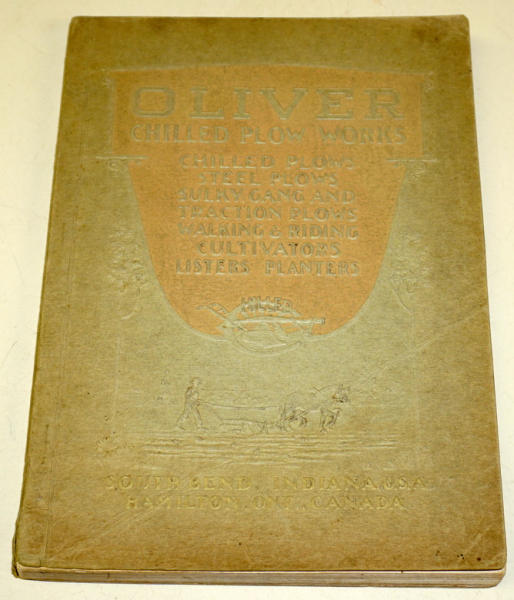 OLIVER
CHILLED PLOW WORKS
CHILLED PLOWS
STEEL PLOWS
SULKY GANG AND
TRACTION PLOWS
WALKING & RIDING
CULTIVATORS
LISTERS PLANTERS
SOUTH BEND, INDIANA, U.S.A.
HAMILTON, ONT., CANADA